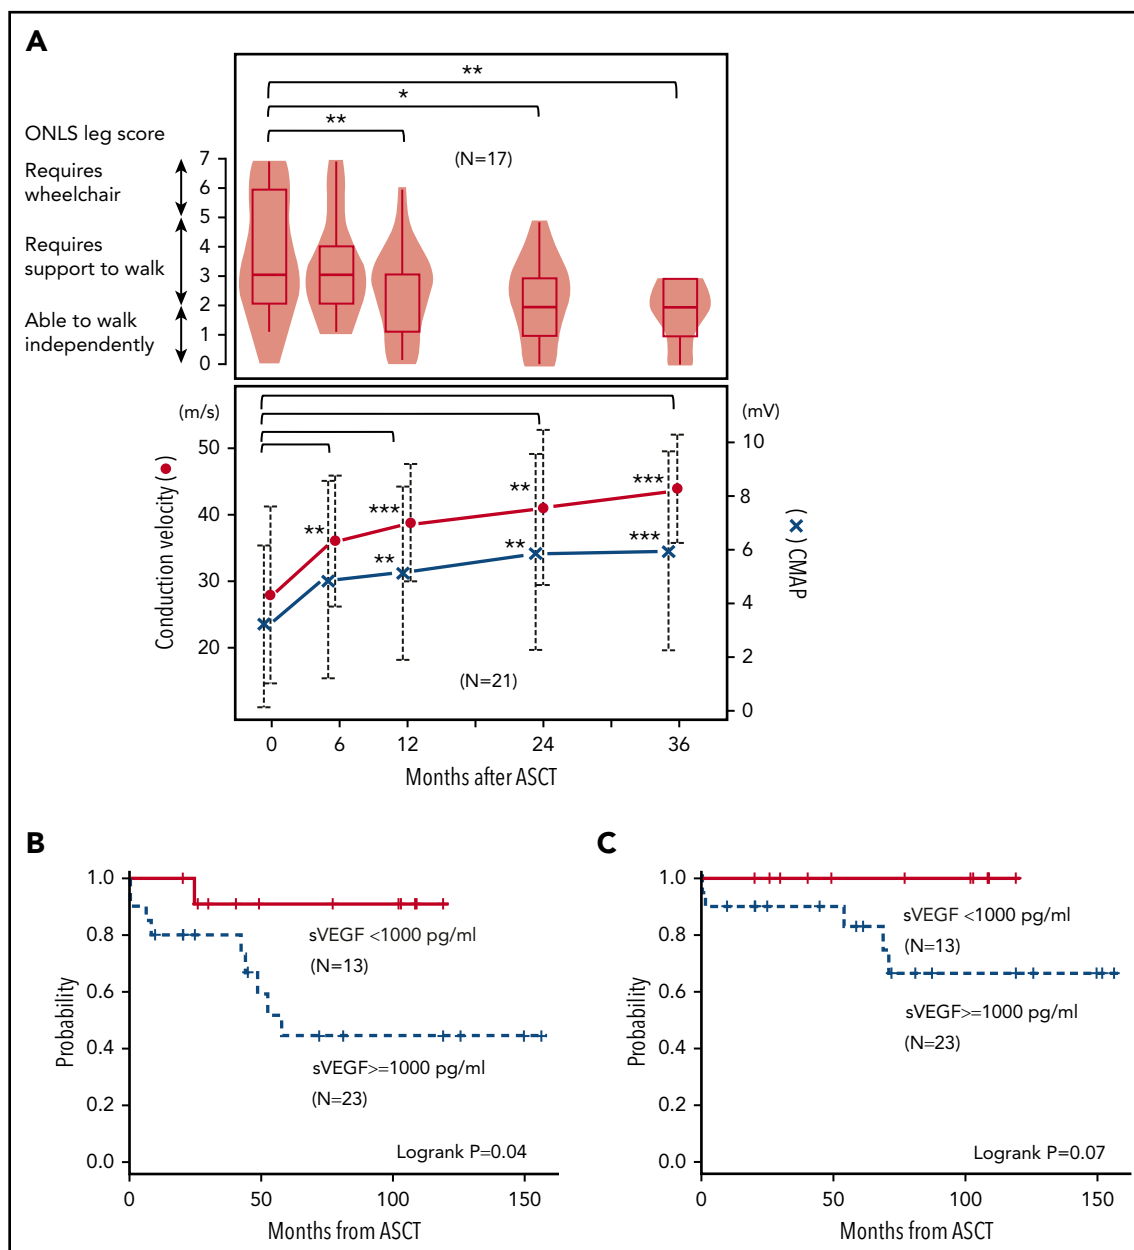 A
**
*
**
ONLS leg score
(N=17)
7
Requires
wheelchair
6
5
Requires
support to walk
4
3
2
Able to walk
independently
1
0
(m/s)
(mV)
50
40
30
20
10
8
6
4
2
0
Conduction velocity (●)
(×) CMAP
**
***
**
***
**
**
***
(N=21)
0 6 12 24 36
Months after ASCT
B
1.0
0.8
0.6
0.4
0.2
0.0
Probability
sVEGF <1000 pg/ml
(N=13)
sVEGF>=1000 pg/ml
(N=23)
Logrank P=0.04
0 50 100 150
Months from ASCT
C
1.0
0.8
0.6
0.4
0.2
0.0
Probability
sVEGF <1000 pg/ml
(N=13)
sVEGF>=1000 pg/ml
(N=23)
Logrank P=0.07
0 50 100 150
Months from ASCT